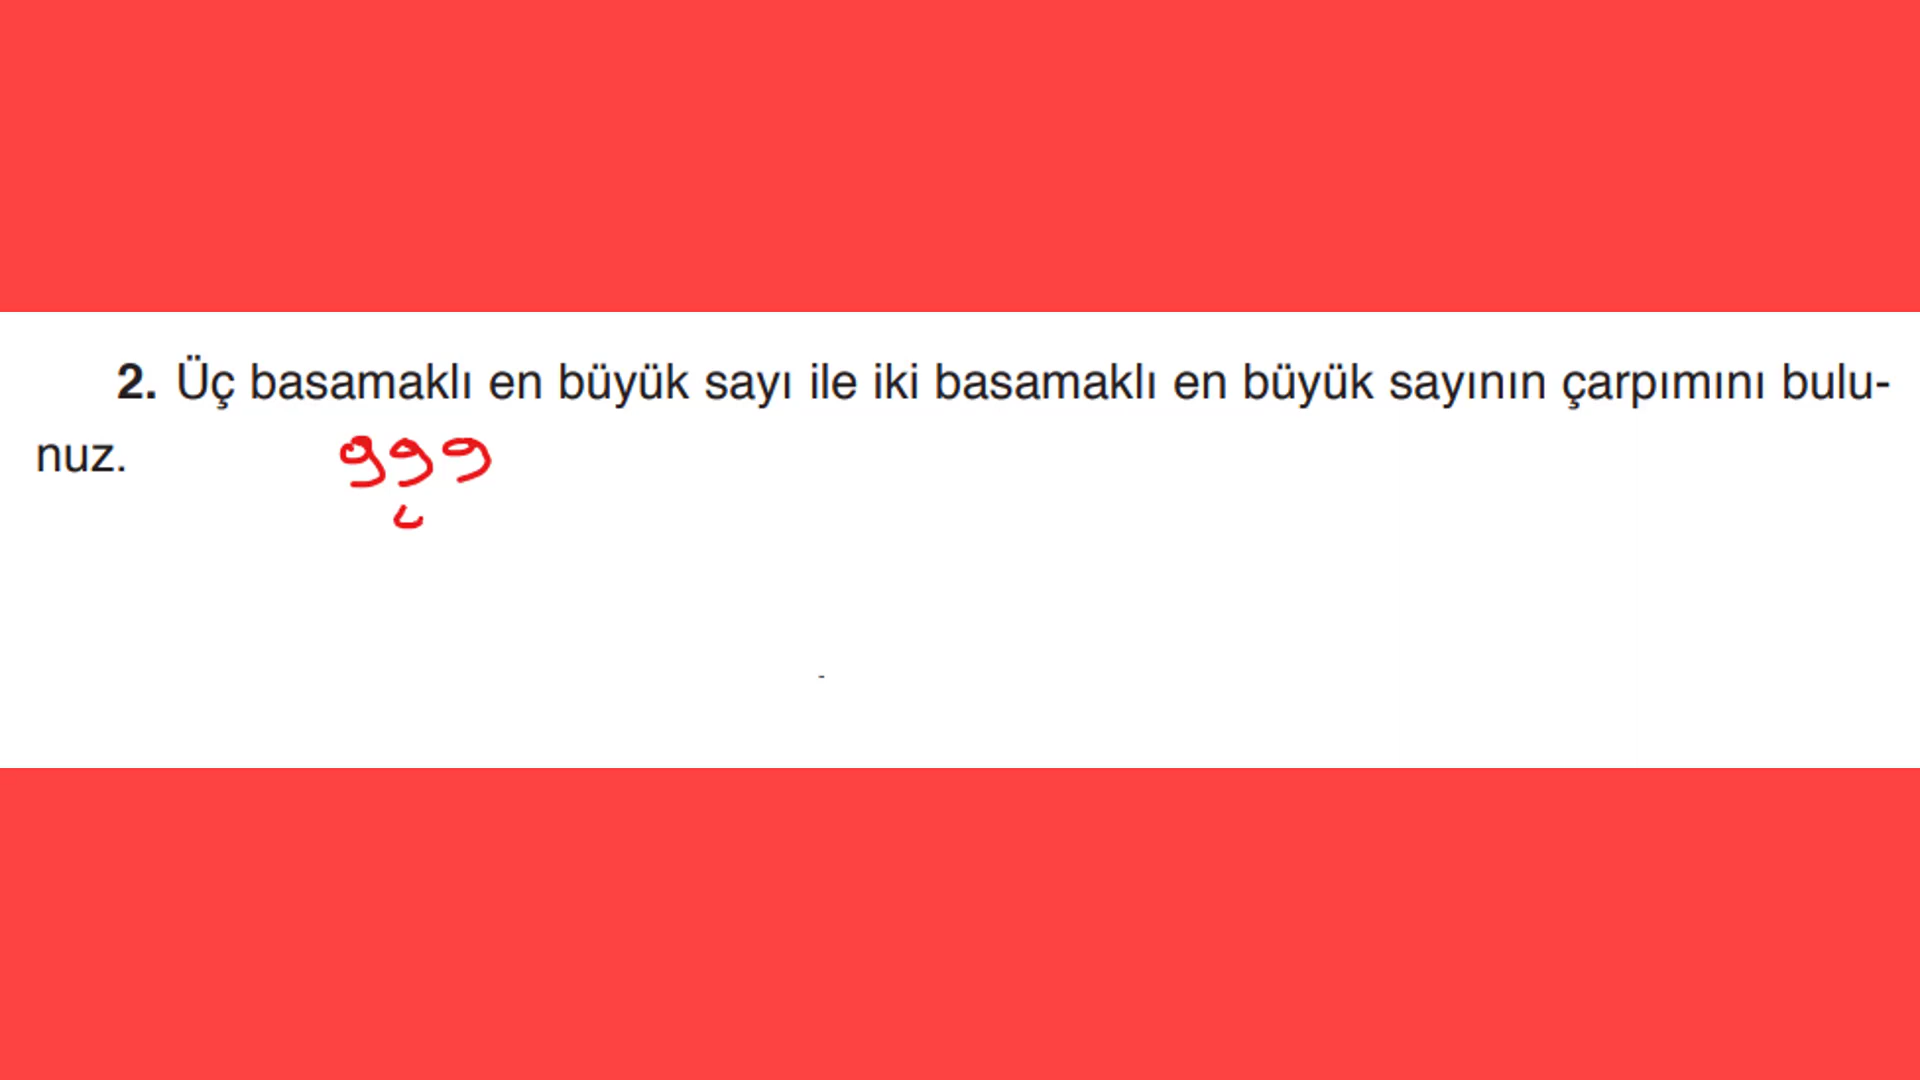 2. Üç basamaklı en büyük sayı ile iki basamaklı en büyük sayının çarpımını bulu-
nuz.
999